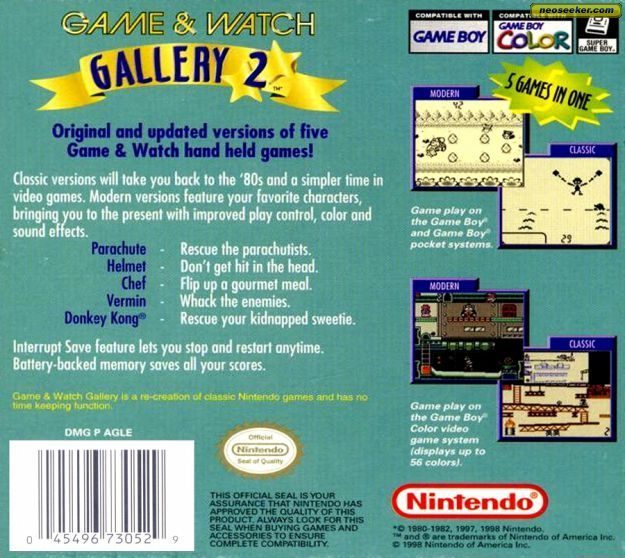 neoseeker.com
GAME & WATCH
GALLERY 2
TM
COMPATIBLE WITH
GAME BOY
COMPATIBLE WITH
GAME BOY
COLOR
SUPER
GAME BOY.
5 GAMES IN ONE
Original and updated versions of five
Game & Watch hand held games!
Classic versions will take you back to the '80s and a simpler time in
video games. Modern versions feature your favorite characters,
bringing you to the present with improved play control, color and
sound effects.
Parachute - Rescue the parachutists.
Helmet - Don't get hit in the head.
Chef - Flip up a gourmet meal.
Vermin - Whack the enemies.
Donkey Kong® - Rescue your kidnapped sweetie.
Interrupt Save feature lets you stop and restart anytime.
Battery-backed memory saves all your scores.
Game & Watch Gallery is a re-creation of classic Nintendo games and has no
time keeping function.
DMG P AGLE
0 45496 73052 9
Official
Nintendo
Seal of Quality
THIS OFFICIAL SEAL IS YOUR
ASSURANCE THAT NINTENDO HAS
APPROVED THE QUALITY OF THIS
PRODUCT. ALWAYS LOOK FOR THIS
SEAL WHEN BUYING GAMES AND
ACCESSORIES TO ENSURE
COMPLETE COMPATIBILITY.
MODERN
42
CLASSIC
29
Game play on
the Game Boy®
and Game Boy®
pocket systems.
MODERN
CLASSIC
2
Game play on
the Game Boy®
Color video
game system
(displays up to
56 colors).
Nintendo®
*© 1980-1982, 1997, 1998 Nintendo.
TM and ® are trademarks of Nintendo of America Inc.
© 1998 Nintendo of America Inc.